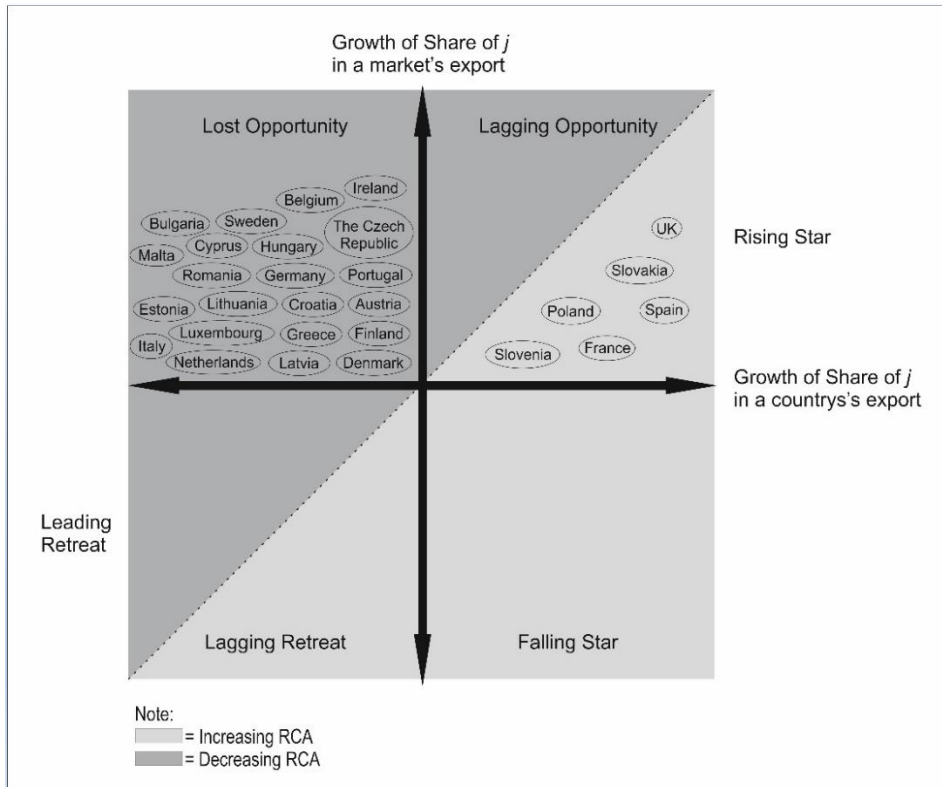 Growth of Share of j
in a market's export
Lost Opportunity
Lagging Opportunity
Ireland
Belgium
Bulgaria
Sweden
The Czech
Republic
Malta
Cyprus
Hungary
Romania
Germany
Portugal
Estonia
Lithuania
Croatia
Austria
Luxembourg
Greece
Finland
Italy
Netherlands
Latvia
Denmark
UK
Slovakia
Poland
Spain
Slovenia
France
Rising Star
Growth of Share of j
in a countrys's export
Leading
Retreat
Lagging Retreat
Falling Star
Note:
= Increasing RCA
= Decreasing RCA